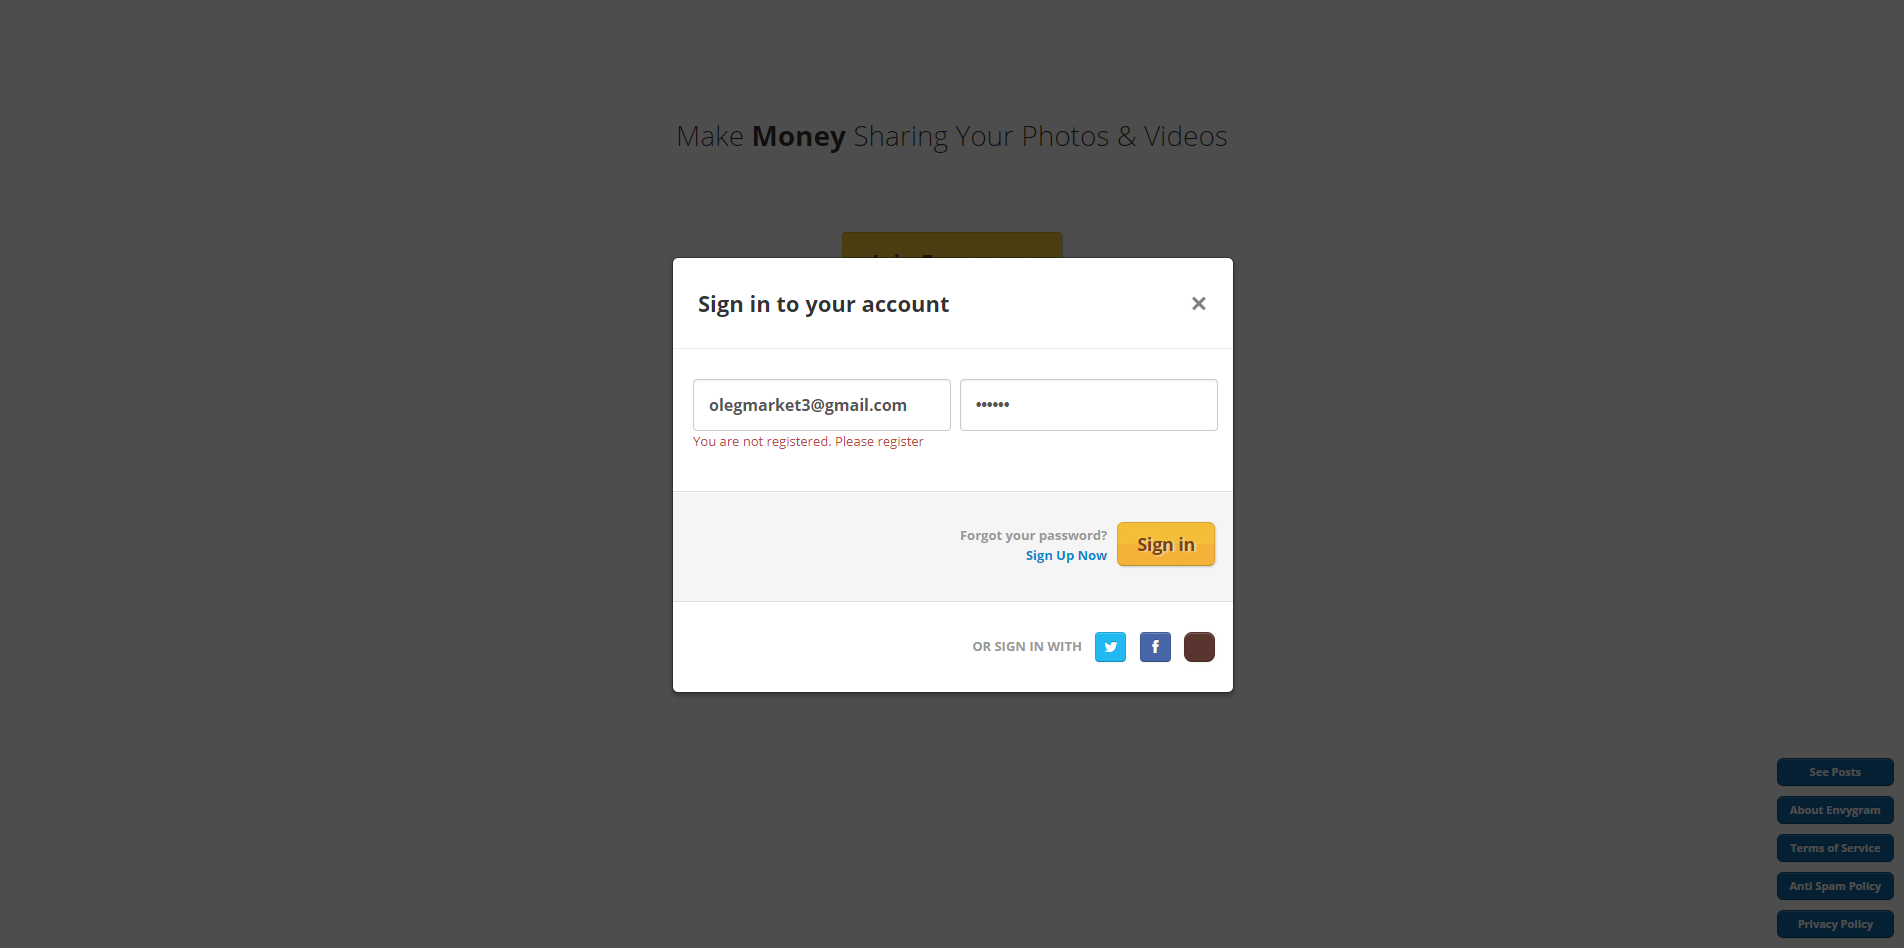 Make Money Sharing Your Photos & Videos
Sign in to your account
olegmarket3@gmail.com
••••••
You are not registered. Please register
Forgot your password?
Sign Up Now
Sign in
OR SIGN IN WITH
See Posts
About Envygram
Terms of Service
Anti Spam Policy
Privacy Policy